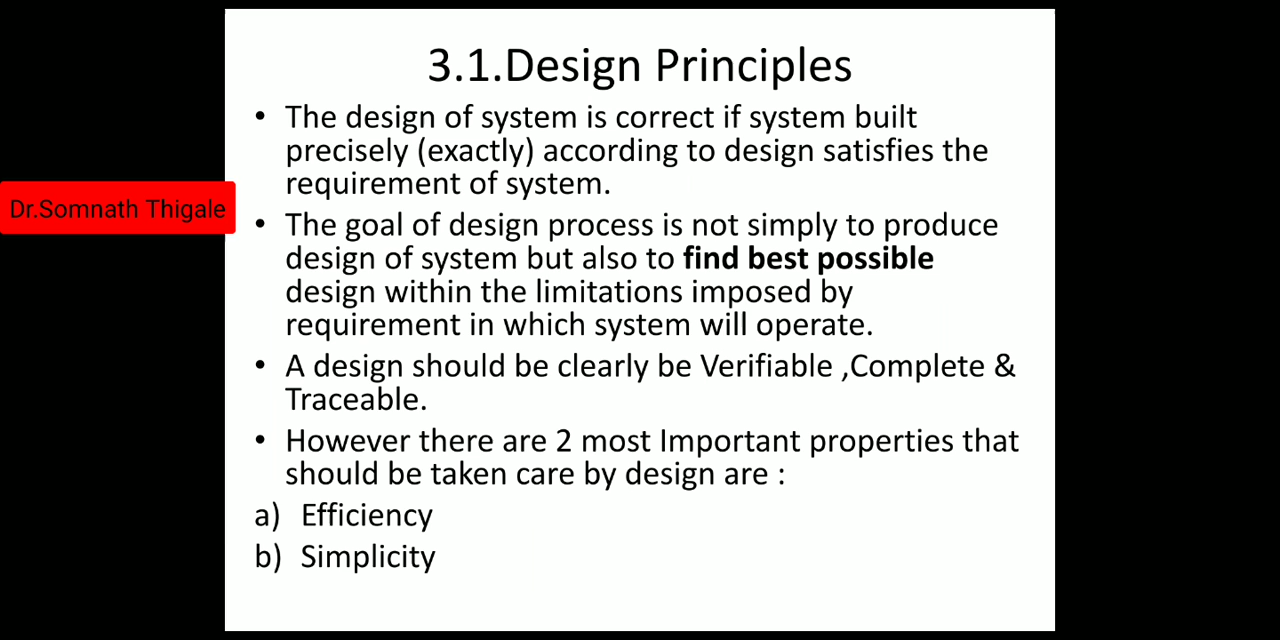 3.1.Design Principles
• The design of system is correct if system built
precisely (exactly) according to design satisfies the
requirement of system.
Dr.Somnath Thigale
• The goal of design process is not simply to produce
design of system but also to find best possible
design within the limitations imposed by
requirement in which system will operate.
• A design should be clearly be Verifiable ,Complete &
Traceable.
• However there are 2 most Important properties that
should be taken care by design are :
a) Efficiency
b) Simplicity